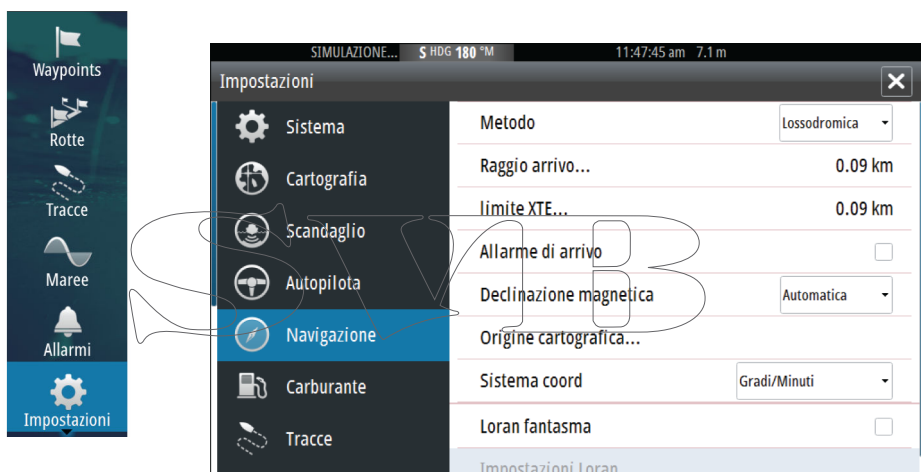 Waypoints
Rotte
Tracce
Maree
Allarmi
Impostazioni
SIMULAZIONE... S HDG 180 °M 11:47:45 am 7.1 m
Impostazioni
Sistema
Cartografia
Scandaglio
Autopilota
Navigazione
Carburante
Tracce
Metodo Lossodromica
Raggio arrivo... 0.09 km
limite XTE... 0.09 km
Allarme di arrivo
Declinazione magnetica Automatica
Origine cartografica...
Sistema coord Gradi/Minuti
Loran fantasma
Impostazioni Loran
SVB